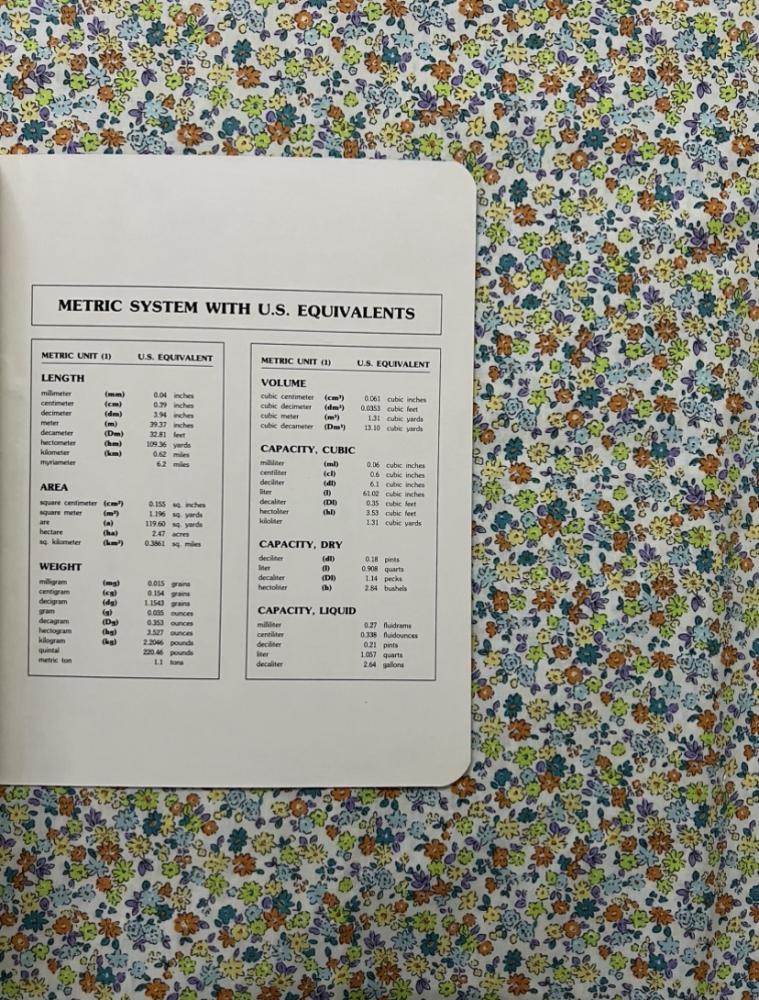 METRIC SYSTEM WITH U.S. EQUIVALENTS
METRIC UNIT (1) U.S. EQUIVALENT
LENGTH
millimeter (mm) 0.04 inches
centimeter (cm) 0.39 inches
decimeter (dm) 3.94 inches
meter (m) 39.37 inches
decameter (Dm) 32.81 feet
hectometer (hm) 109.36 yards
kilometer (km) 0.62 miles
myriameter 6.2 miles
AREA
square centimeter (cm²) 0.155 sq. inches
square meter (m²) 1.196 sq. yards
are (a) 119.60 sq. yards
hectare (ha) 2.47 acres
sq. kilometer (km²) 0.3861 sq. miles
WEIGHT
milligram (mg) 0.015 grains
centigram (cg) 0.154 grains
decigram (dg) 1.1543 grains
gram (g) 0.035 ounces
decagram (Dg) 0.353 ounces
hectogram (hg) 3.527 ounces
kilogram (kg) 2.2046 pounds
quintal 220.46 pounds
metric ton 1.1 tons
METRIC UNIT (1) U.S. EQUIVALENT
VOLUME
cubic centimeter (cm³) 0.061 cubic inches
cubic decimeter (dm³) 0.0353 cubic feet
cubic meter (m³) 1.31 cubic yards
cubic decameter (Dm³) 13.10 cubic yards
CAPACITY, CUBIC
milliliter (ml) 0.06 cubic inches
centiliter (cl) 0.6 cubic inches
deciliter (dl) 6.1 cubic inches
liter (l) 61.02 cubic inches
decaliter (Dl) 0.35 cubic feet
hectoliter (hl) 3.53 cubic feet
kiloliter 1.31 cubic yards
CAPACITY, DRY
deciliter (dl) 0.18 pints
liter (l) 0.908 quarts
decaliter (Dl) 1.14 pecks
hectoliter (h) 2.84 bushels
CAPACITY, LIQUID
milliliter 0.27 fluidrams
centiliter 0.338 fluidounces
deciliter 0.21 pints
liter 1.057 quarts
decaliter 2.64 gallons